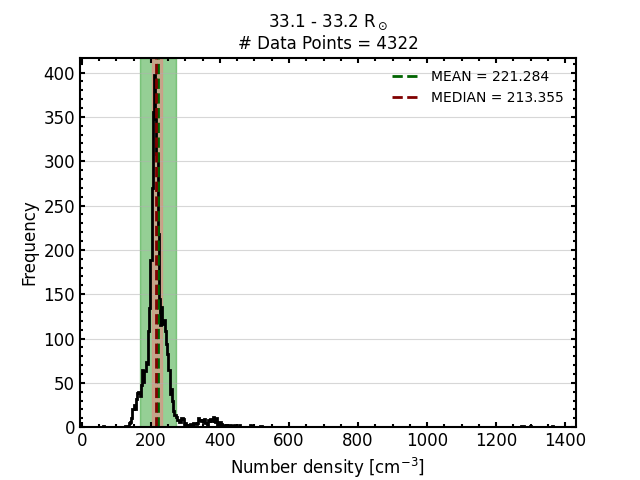 33.1 - 33.2 R⊙
# Data Points = 4322
MEAN = 221.284
MEDIAN = 213.355
400
350
300
250
200
150
100
50
0
Frequency
0 200 400 600 800 1000 1200 1400
Number density [cm⁻³]